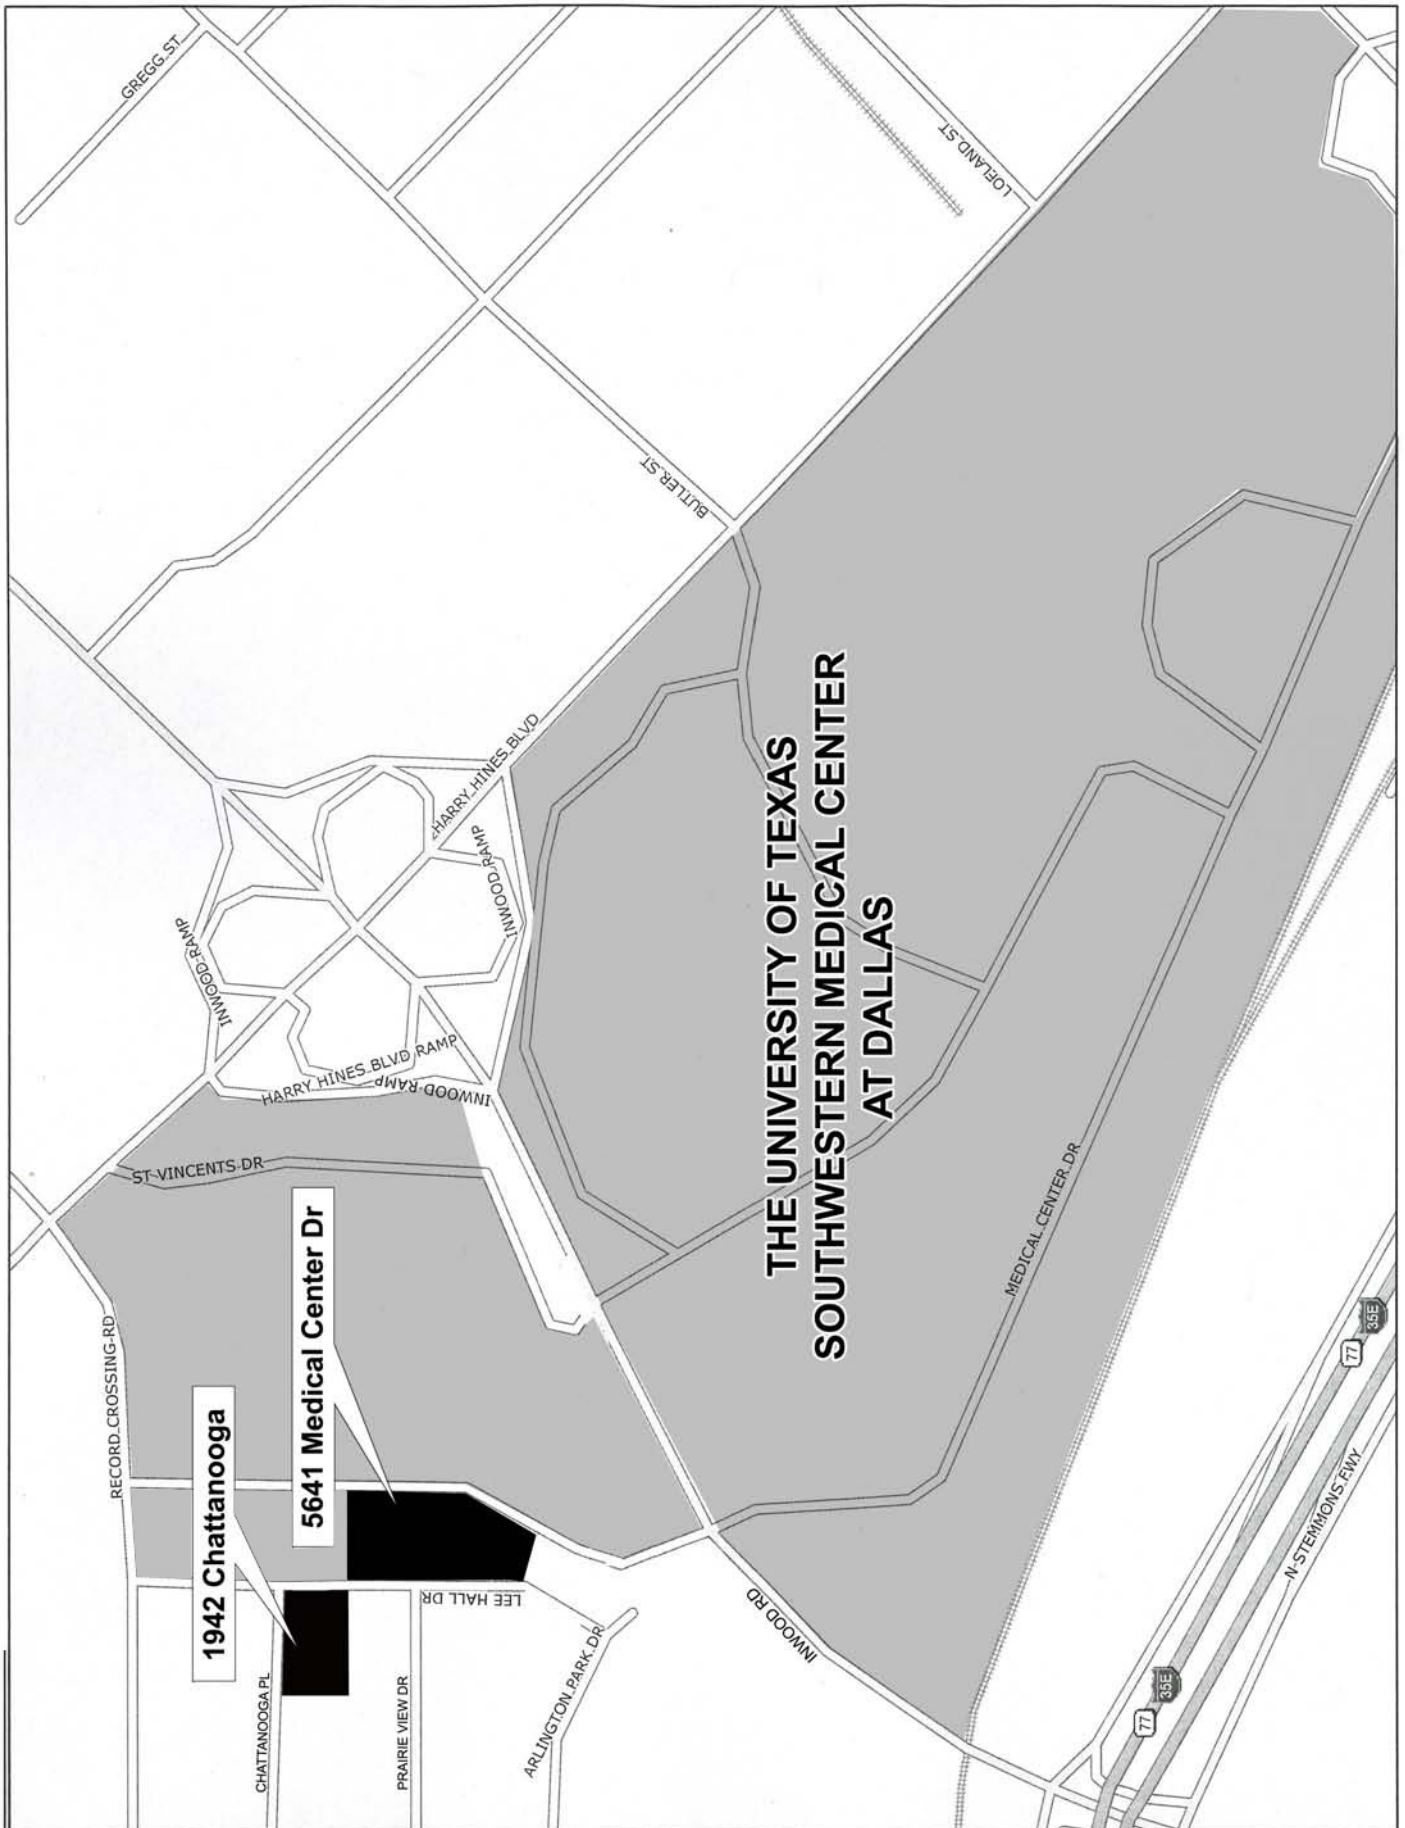 GREGG ST
LOFLAND ST
BUTLER ST
HARRY HINES BLVD
INWOOD RAMP
INWOOD RAMP
HARRY HINES BLVD RAMP
INWOOD RAMP
ST VINCENTS DR
RECORD CROSSING RD
1942 Chattanooga
5641 Medical Center Dr
THE UNIVERSITY OF TEXAS
SOUTHWESTERN MEDICAL CENTER
AT DALLAS
MEDICAL CENTER DR
LEE HALL DR
CHATTANOOGA PL
PRAIRIE VIEW DR
ARLINGTON PARK DR
INWOOD RD
N STEMMONS FWY
77
35E
77
35E